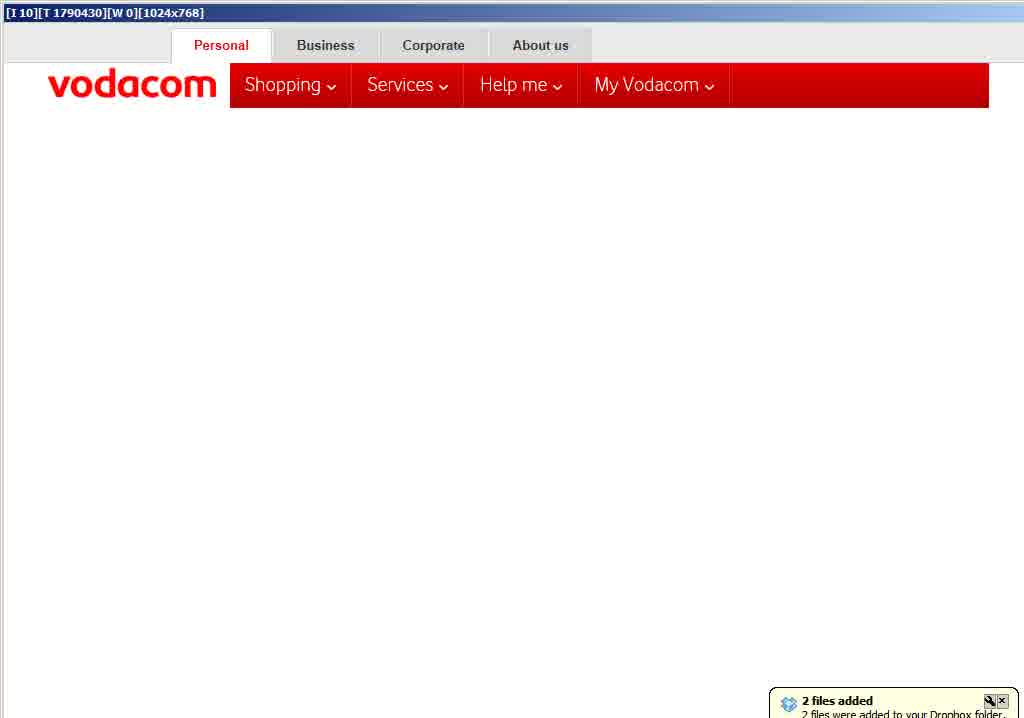 [I 10][T 1790430][W 0][1024x768]
Personal Business Corporate About us
vodacom Shopping Services Help me My Vodacom
2 files added
2 files were added to your Dropbox folder.